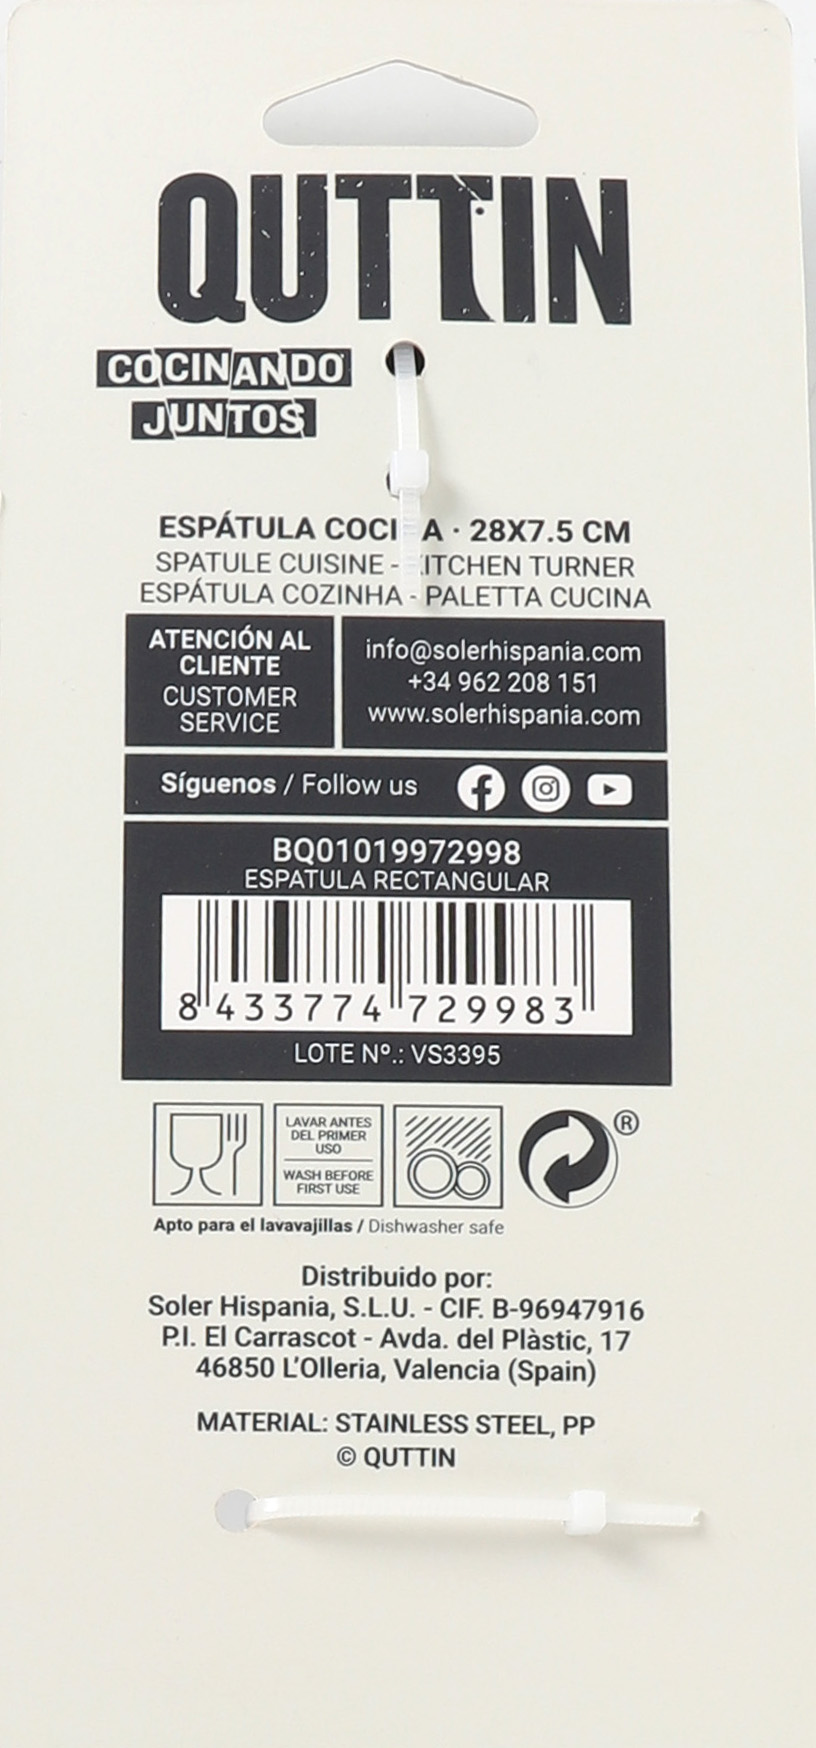 QUTTIN
COCINANDO
JUNTOS
ESPÁTULA · 28X7.5 CM
SPATULE CUISINE - TURNER
ESPÁTULA COZINHA - PALETTA CUCINA
ATENCIÓN AL
CLIENTE
CUSTOMER
SERVICE
info@solerhispania.com
+34 962 208 151
www.solerhispania.com
Síguenos / Follow us
BQ01019972998
ESPATULA RECTANGULAR
8 433774 729983
LOTE Nº.: VS3395
LAVAR ANTES
DEL PRIMER
USO
WASH BEFORE
FIRST USE
®
Apto para el lavavajillas / Dishwasher safe
Distribuido por:
Soler Hispania, S.L.U. - CIF. B-96947916
P.I. El Carrascot - Avda. del Plàstic, 17
46850 L'Olleria, Valencia (Spain)
MATERIAL: STAINLESS STEEL, PP
© QUTTIN